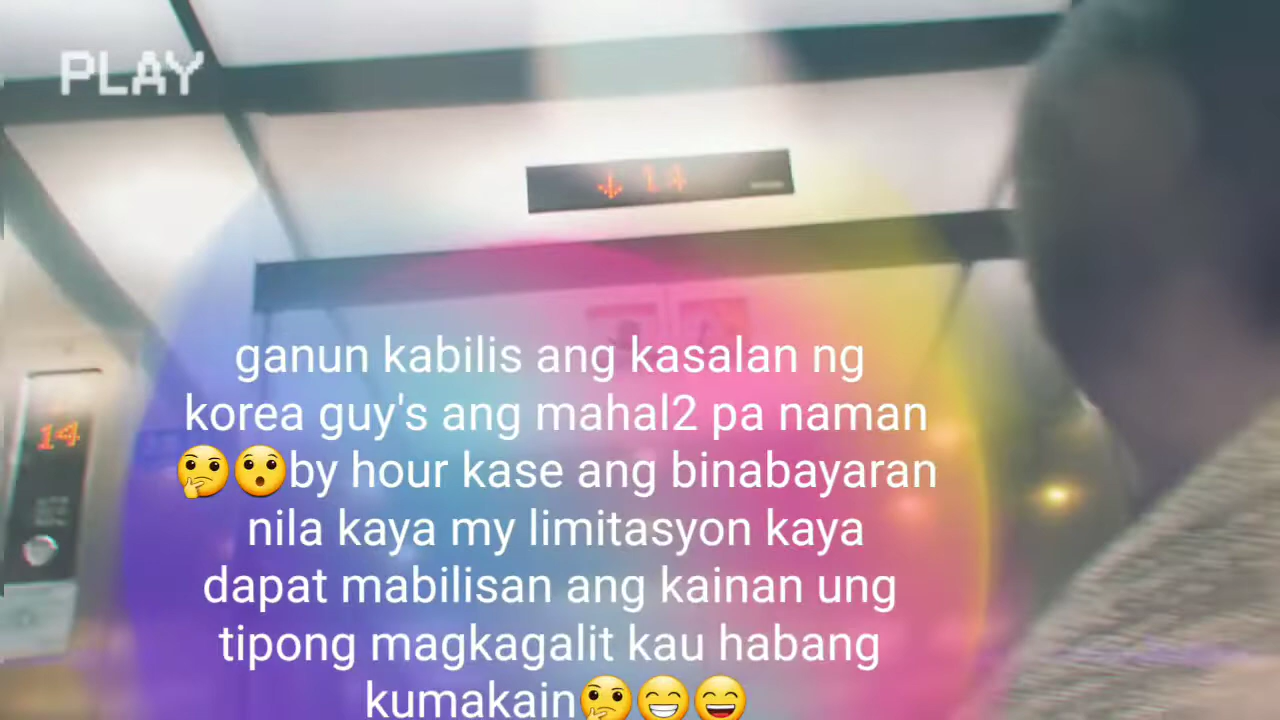 PLAY
↓ 14
14
ganun kabilis ang kasalan ng
korea guy's ang mahal2 pa naman
🤔😯by hour kase ang binabayaran
nila kaya my limitasyon kaya
dapat mabilisan ang kainan ung
tipong magkagalit kau habang
kumakain🤔😁😄